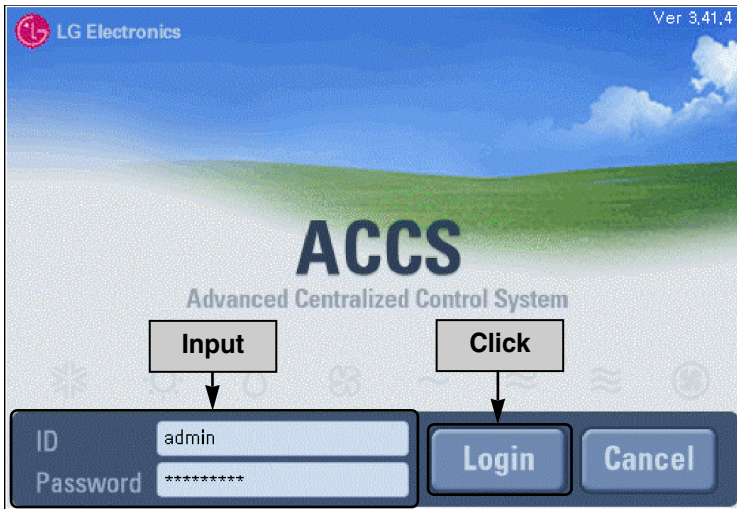 LG Electronics
Ver 3,41,4
ACCS
Advanced Centralized Control System
Input
Click
ID
admin
Password
*********
Login
Cancel